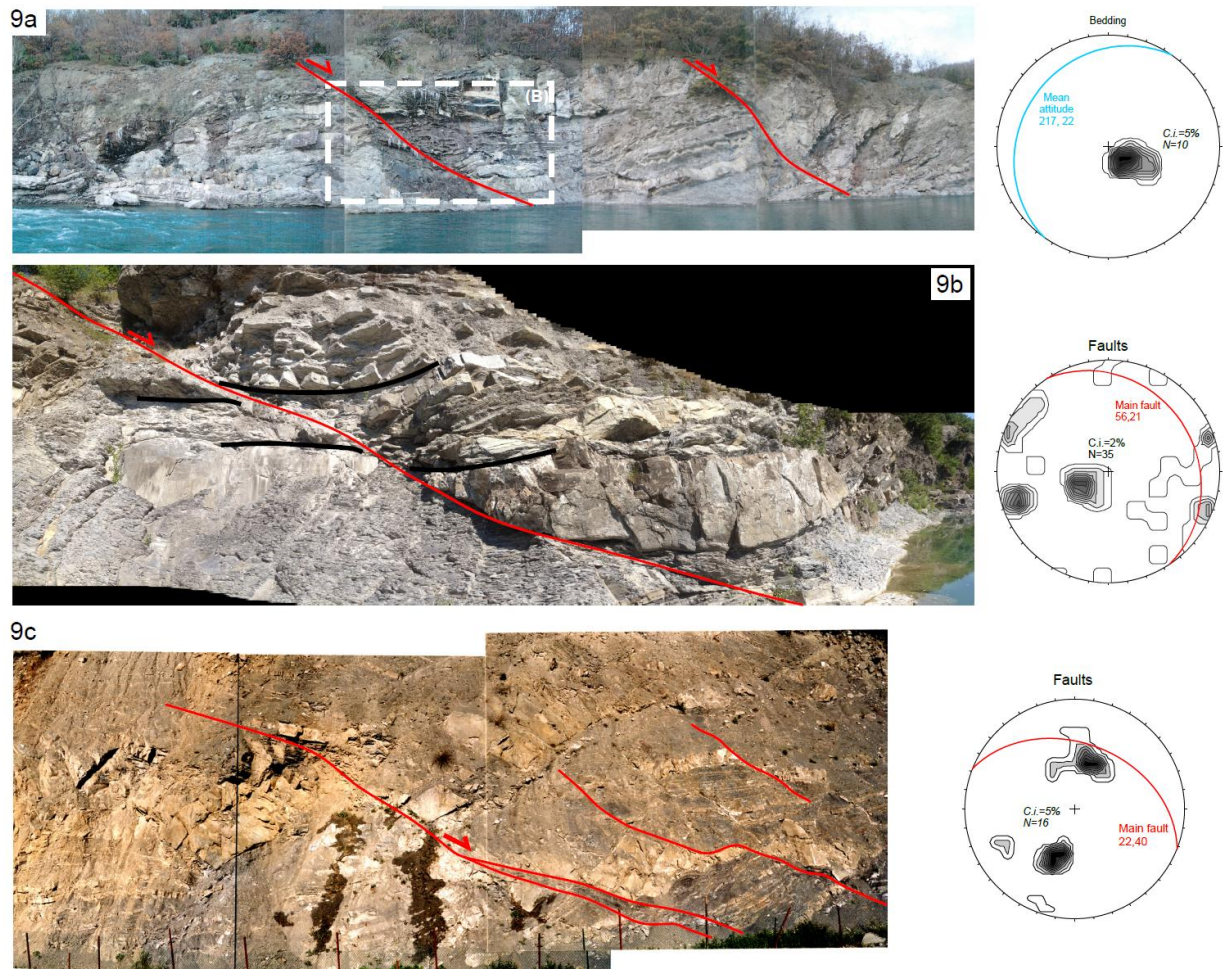 9a
(B)
Bedding
Mean
attitude
217, 22
C.i.=5%
N=10
9b
Faults
Main fault
56,21
C.i.=2%
N=35
9c
Faults
C.i.=5%
N=16
Main fault
22,40